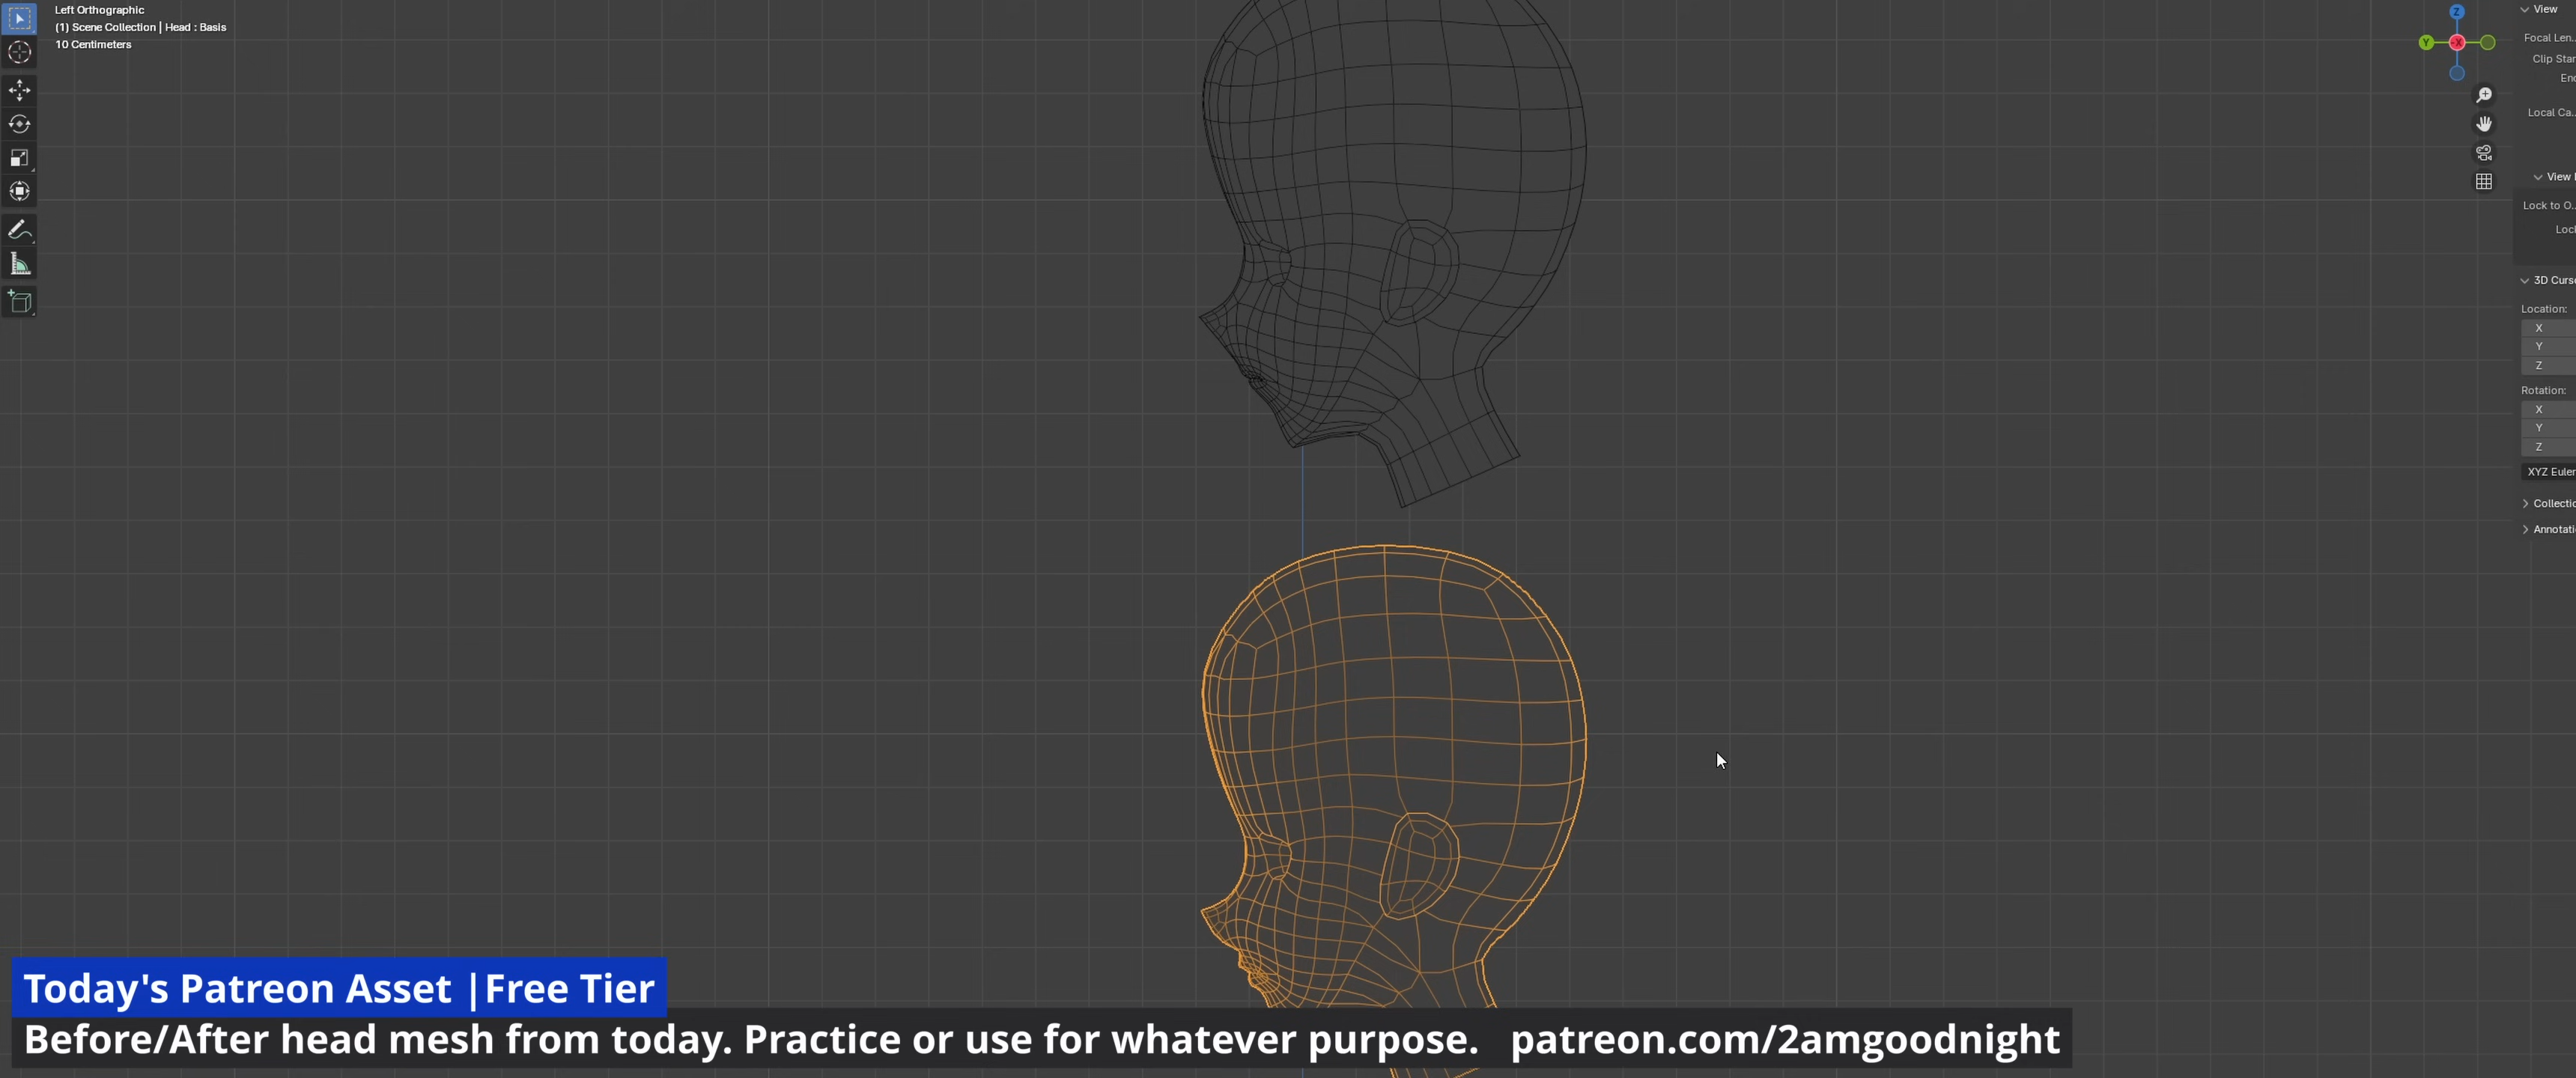 Left Orthographic
(1) Scene Collection | Head : Basis
10 Centimeters
Z
Y
-X
View
Focal Len..
Clip Star
Enc
Local Ca..
View
Lock to O..
Lock
3D Curs
Location:
X
Y
Z
Rotation:
X
Y
Z
XYZ Euler
Collectio
Annotati
Today's Patreon Asset |Free Tier
Before/After head mesh from today. Practice or use for whatever purpose. patreon.com/2amgoodnight